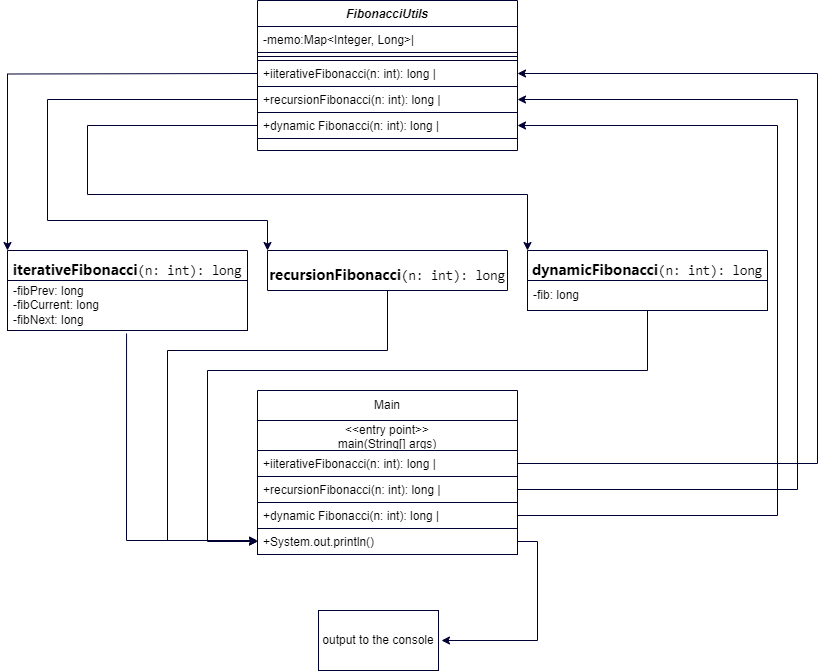 FibonacciUtils
-memo:Map<Integer, Long>|
+iiterativeFibonacci(n: int): long |
+recursionFibonacci(n: int): long |
+dynamic Fibonacci(n: int): long |
iterativeFibonacci(n: int): long
-fibPrev: long
-fibCurrent: long
-fibNext: long
recursionFibonacci(n: int): long
dynamicFibonacci(n: int): long
-fib: long
Main
<<entry point>>
main(String[] args)
+iiterativeFibonacci(n: int): long |
+recursionFibonacci(n: int): long |
+dynamic Fibonacci(n: int): long |
+System.out.println()
output to the console